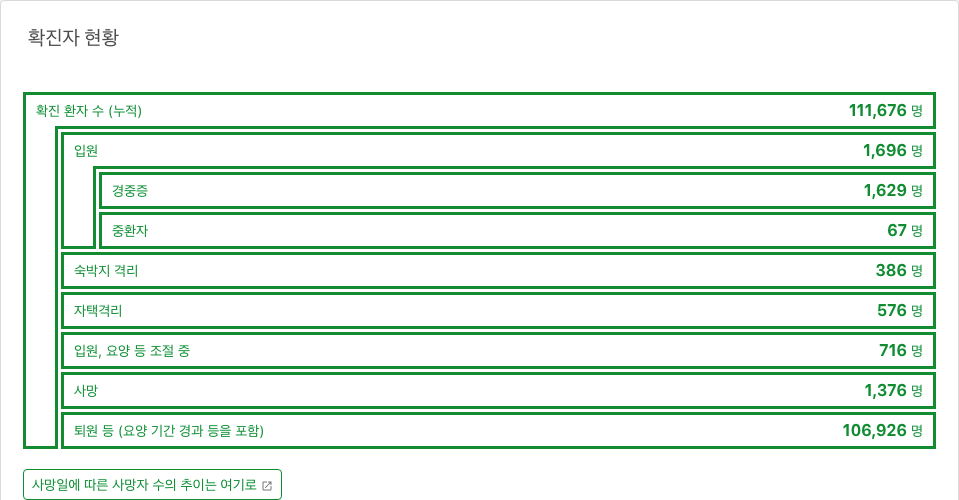 확진자 현황
확진 환자 수 (누적) 111,676 명
입원 1,696 명
경중증 1,629 명
중환자 67 명
숙박지 격리 386 명
자택격리 576 명
입원, 요양 등 조절 중 716 명
사망 1,376 명
퇴원 등 (요양 기간 경과 등을 포함) 106,926 명
사망일에 따른 사망자 수의 추이는 여기로